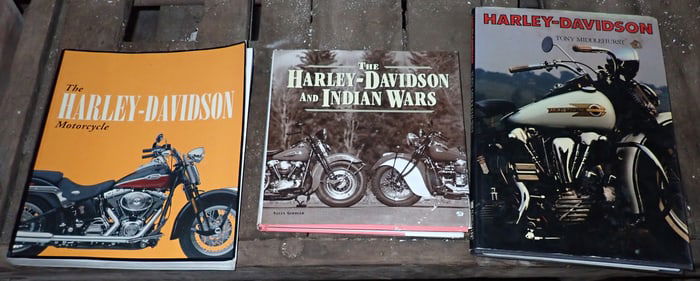 The
HARLEY-DAVIDSON
Motorcycle
THE
HARLEY-DAVIDSON
AND INDIAN WARS
HARLEY-DAVIDSON
TONY MIDDLEHURST